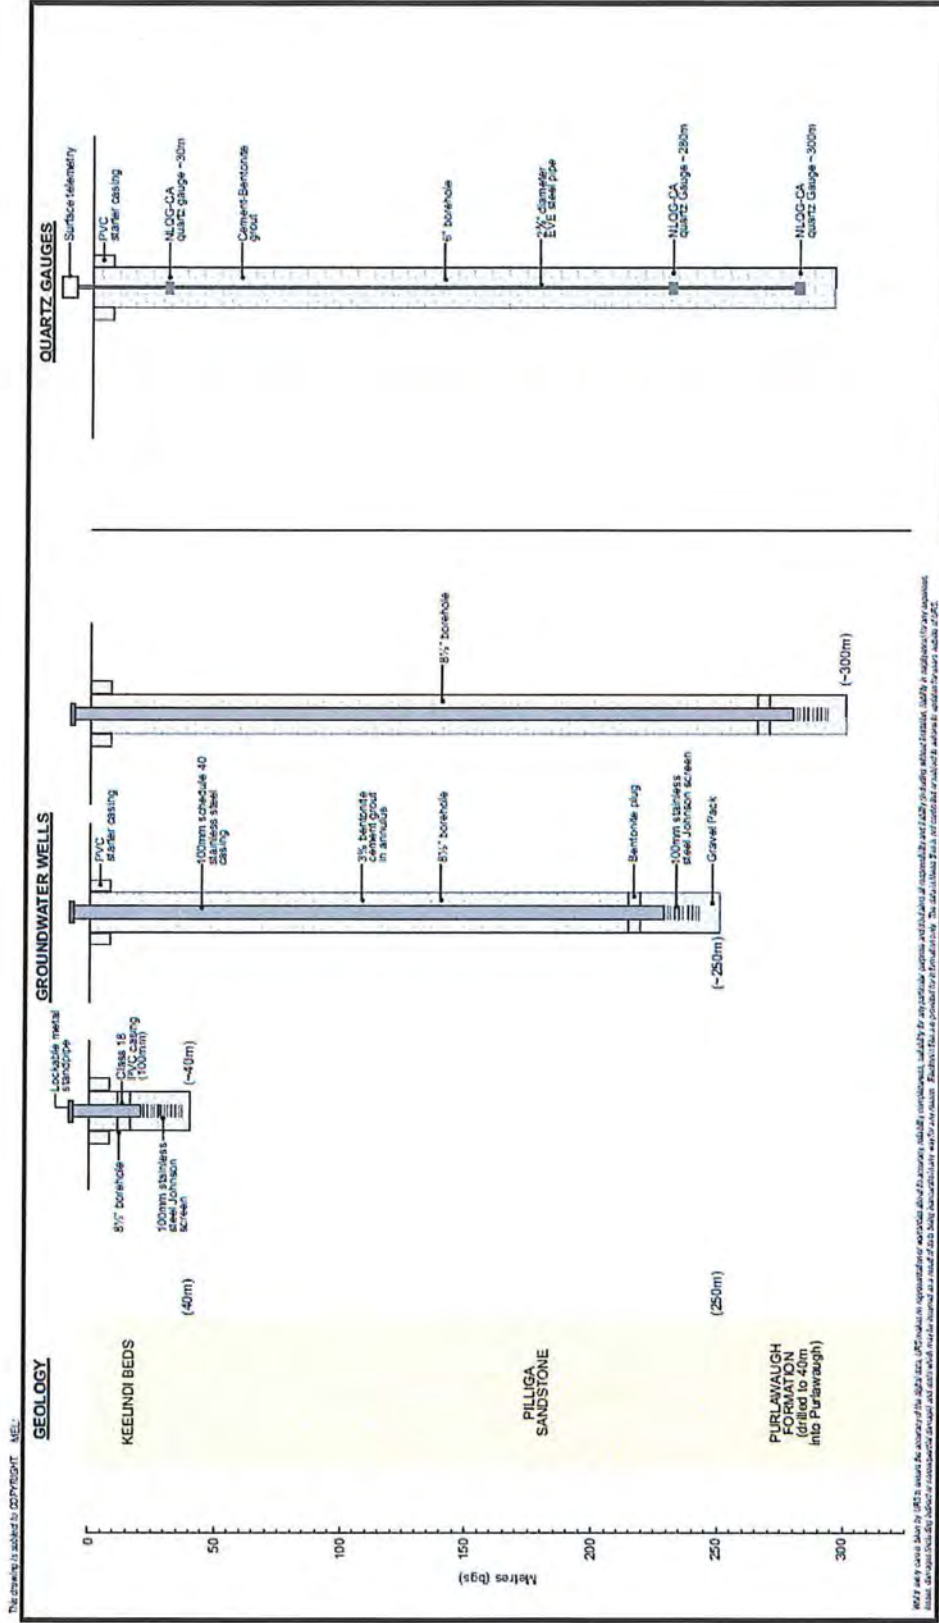 This drawing is subject to COPYRIGHT
GEOLOGY
GROUNDWATER WELLS
QUARTZ GAUGES
0
50
100
150
200
250
300
Metres (bgs)
KEELINDI BEDS
(40m)
PILLIGA
SANDSTONE
(250m)
PURLAWAUGH
FORMATION
(drilled to 40m
into Purlawaugh)
Lockable metal
standpipe
8½" borehole
Class 18
PVC casing
(100mm)
100mm stainless
steel Johnson
screen
(~40m)
PVC
starter casing
100mm schedule 40
stainless steel
casing
3% bentonite
cement grout
in annulus
8½" borehole
Bentonite plug
100mm stainless
steel Johnson screen
Gravel Pack
(~250m)
8½" borehole
(~300m)
Surface telemetry
PVC
starter casing
NLQG-CA
quartz gauge ~30m
Cement-Bentonite
grout
6" borehole
2⅜" diameter
EVE steel pipe
NLQG-CA
quartz Gauge ~280m
NLQG-CA
quartz Gauge ~300m